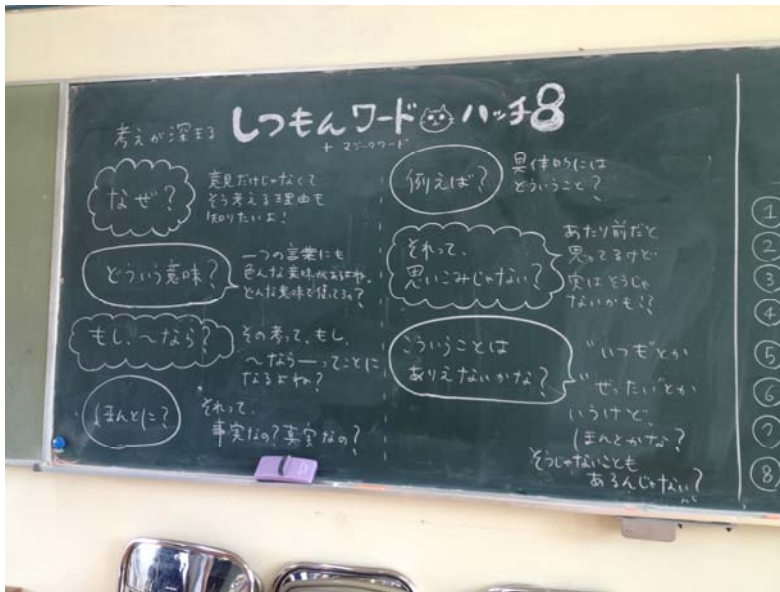 考えが深まる
しつもんワード ハッチ8
+ マジックワード
なぜ?
意見だけじゃなくて
そう考える理由も
知りたいよ!
どういう意味?
一つの言葉にも
色んな意味があるよね。
どんな意味で使ってるの?
もし、〜なら?
その考って、もし、
〜なら――ってことに
なるよね?
ほんとに?
それって、
事実なの?真実なの?
例えば?
具体的には
どういうこと?
それって、
思いこみじゃない?
あたり前だと
思ってるけど
実はそうじゃ
ないかも!?
こういうことは
ありえないかな?
"いつも"とか
"ぜったい"とか
いうけど、
ほんとかな?
そうじゃないことも
あるんじゃない?
①
②
③
④
⑤
⑥
⑦
⑧